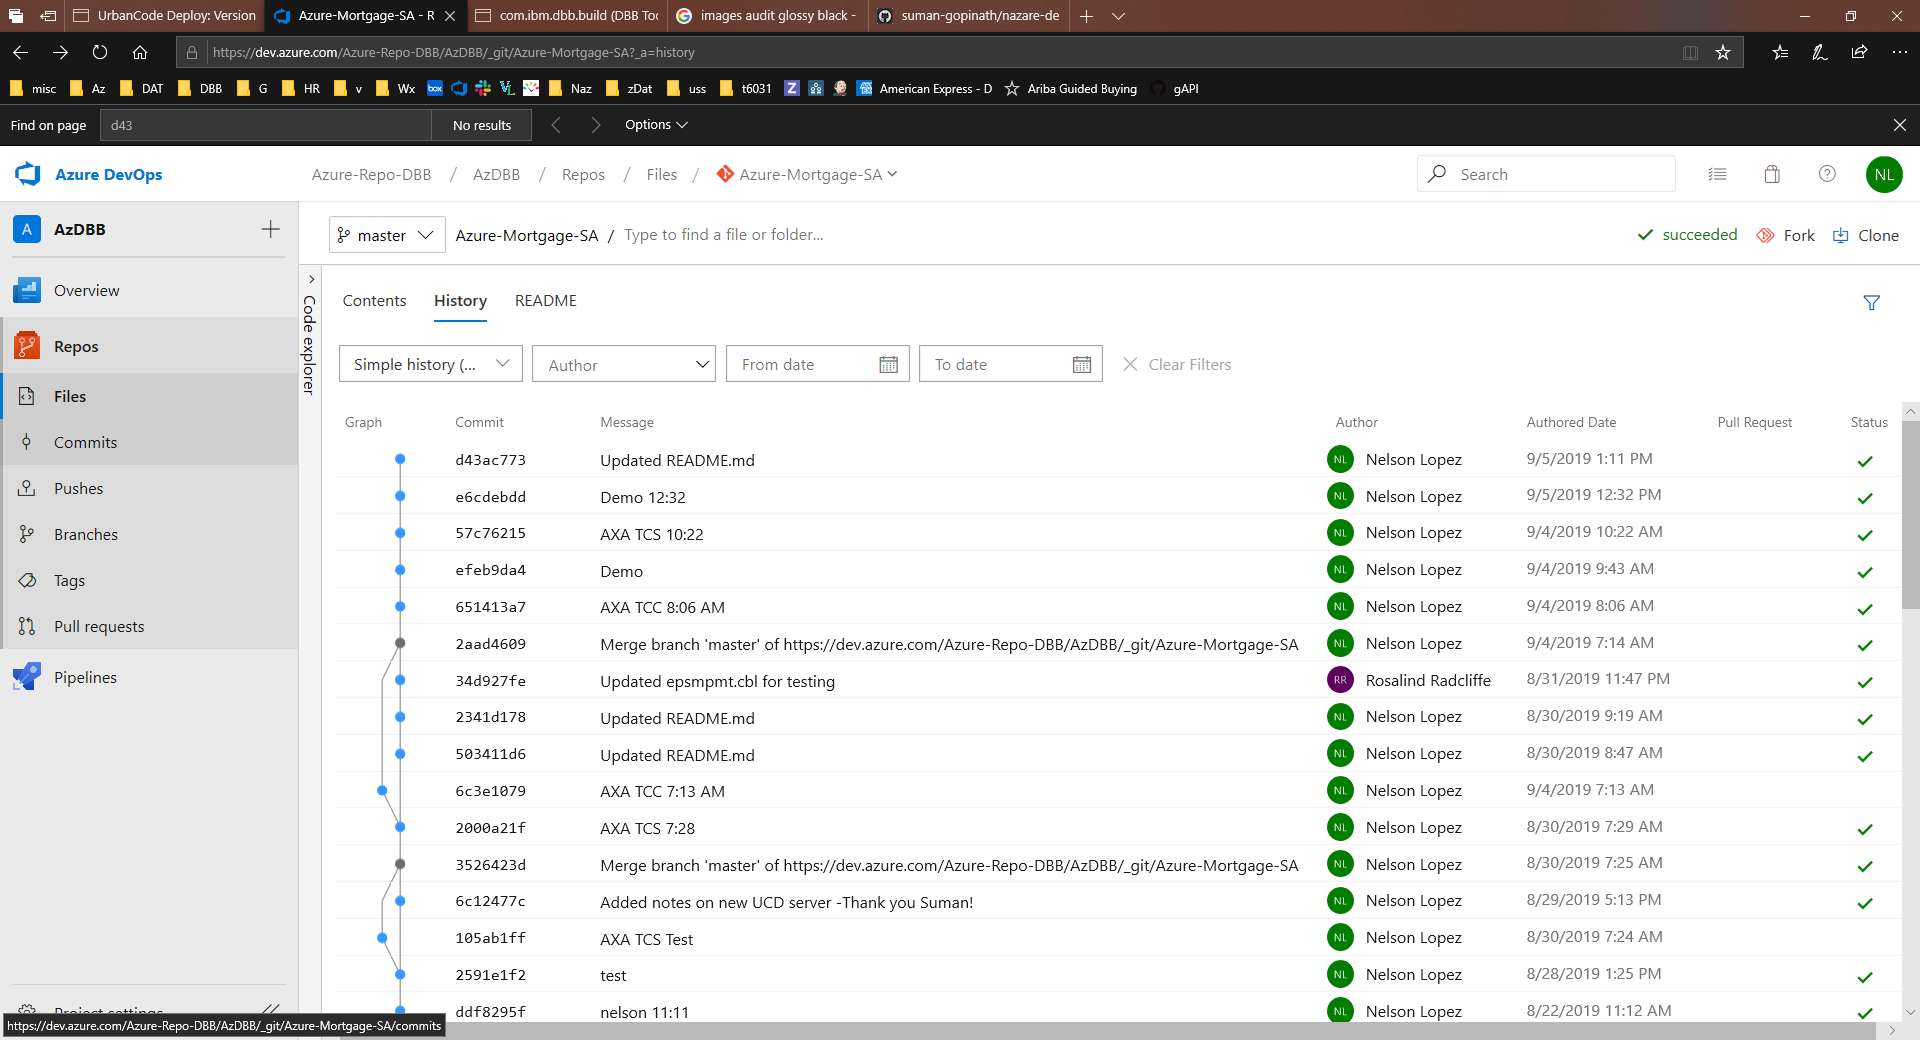 UrbanCode Deploy: Version
Azure-Mortgage-SA - R
com.ibm.dbb.build (DBB Too
images audit glossy black -
suman-gopinath/nazare-de
https://dev.azure.com/Azure-Repo-DBB/AzDBB/_git/Azure-Mortgage-SA?_a=history
misc Az DAT DBB G HR v Wx box Naz zDat uss t6031 Z American Express - D Ariba Guided Buying gAPI
Find on page d43 No results Options
Azure DevOps Azure-Repo-DBB / AzDBB / Repos / Files / Azure-Mortgage-SA Search NL
A AzDBB
master Azure-Mortgage-SA / Type to find a file or folder... succeeded Fork Clone
Overview
Repos
Files
Commits
Pushes
Branches
Tags
Pull requests
Pipelines
Project settings
Code explorer
Contents History README
Simple history (... Author From date To date Clear Filters
Graph Commit Message Author Authored Date Pull Request Status
d43ac773 Updated README.md NL Nelson Lopez 9/5/2019 1:11 PM
e6cdebdd Demo 12:32 NL Nelson Lopez 9/5/2019 12:32 PM
57c76215 AXA TCS 10:22 NL Nelson Lopez 9/4/2019 10:22 AM
efeb9da4 Demo NL Nelson Lopez 9/4/2019 9:43 AM
651413a7 AXA TCC 8:06 AM NL Nelson Lopez 9/4/2019 8:06 AM
2aad4609 Merge branch 'master' of https://dev.azure.com/Azure-Repo-DBB/AzDBB/_git/Azure-Mortgage-SA NL Nelson Lopez 9/4/2019 7:14 AM
34d927fe Updated epsmpmt.cbl for testing RR Rosalind Radcliffe 8/31/2019 11:47 PM
2341d178 Updated README.md NL Nelson Lopez 8/30/2019 9:19 AM
503411d6 Updated README.md NL Nelson Lopez 8/30/2019 8:47 AM
6c3e1079 AXA TCC 7:13 AM NL Nelson Lopez 9/4/2019 7:13 AM
2000a21f AXA TCS 7:28 NL Nelson Lopez 8/30/2019 7:29 AM
3526423d Merge branch 'master' of https://dev.azure.com/Azure-Repo-DBB/AzDBB/_git/Azure-Mortgage-SA NL Nelson Lopez 8/30/2019 7:25 AM
6c12477c Added notes on new UCD server -Thank you Suman! NL Nelson Lopez 8/29/2019 5:13 PM
105ab1ff AXA TCS Test NL Nelson Lopez 8/30/2019 7:24 AM
2591e1f2 test NL Nelson Lopez 8/28/2019 1:25 PM
ddf8295f nelson 11:11 NL Nelson Lopez 8/22/2019 11:12 AM
https://dev.azure.com/Azure-Repo-DBB/AzDBB/_git/Azure-Mortgage-SA/commits